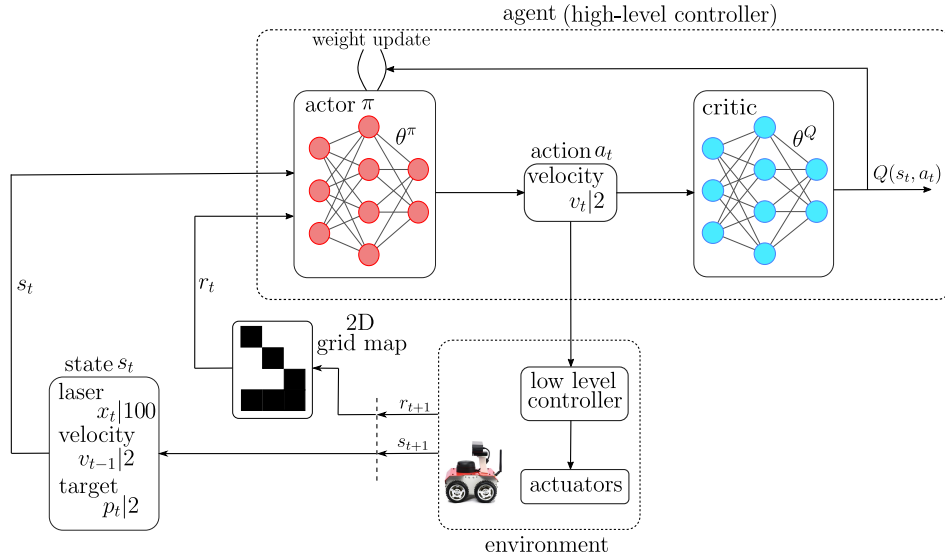 agent (high-level controller)
weight update
actor π
θ^π
critic
θ^Q
action a_t
velocity
v_t|2
Q(s_t, a_t)
s_t
r_t
2D
grid map
state s_t
laser
x_t|100
velocity
v_{t−1}|2
target
p_t|2
r_{t+1}
s_{t+1}
low level
controller
actuators
environment